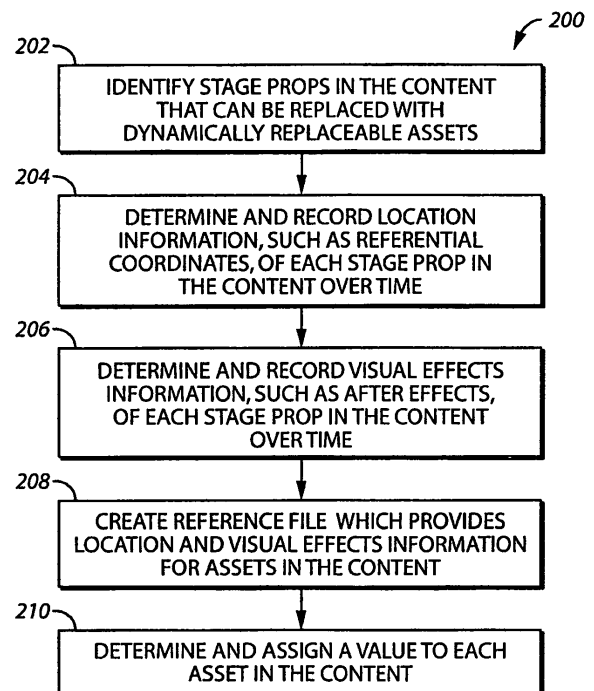 200
202
IDENTIFY STAGE PROPS IN THE CONTENT
THAT CAN BE REPLACED WITH
DYNAMICALLY REPLACEABLE ASSETS
204
DETERMINE AND RECORD LOCATION
INFORMATION, SUCH AS REFERENTIAL
COORDINATES, OF EACH STAGE PROP IN
THE CONTENT OVER TIME
206
DETERMINE AND RECORD VISUAL EFFECTS
INFORMATION, SUCH AS AFTER EFFECTS,
OF EACH STAGE PROP IN THE CONTENT
OVER TIME
208
CREATE REFERENCE FILE WHICH PROVIDES
LOCATION AND VISUAL EFFECTS INFORMATION
FOR ASSETS IN THE CONTENT
210
DETERMINE AND ASSIGN A VALUE TO EACH
ASSET IN THE CONTENT